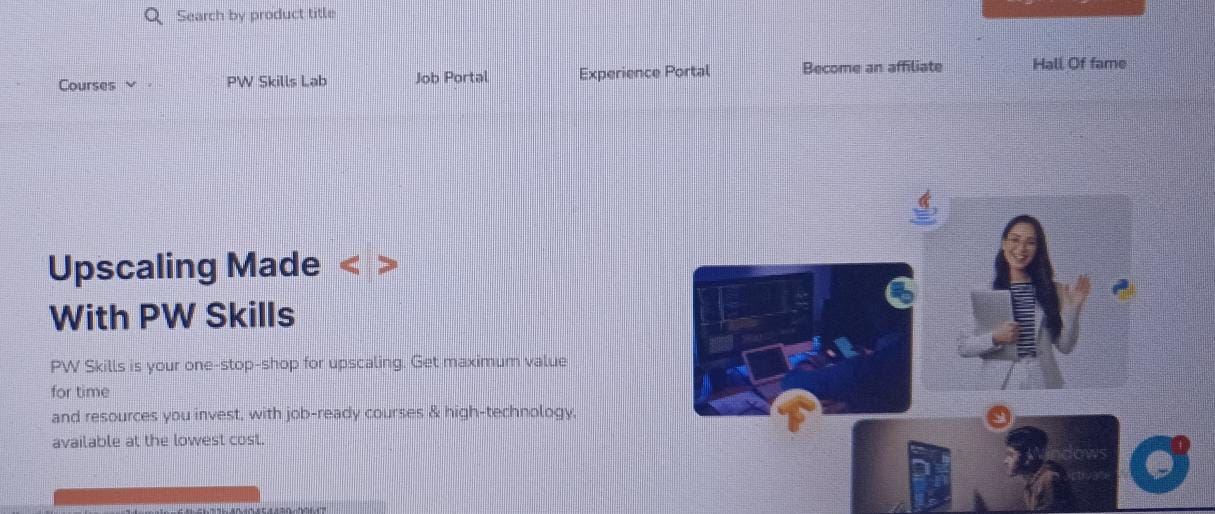 Search by product title
Courses
PW Skills Lab
Job Portal
Experience Portal
Become an affiliate
Hall Of fame
Upscaling Made < >
With PW Skills
PW Skills is your one-stop-shop for upscaling. Get maximum value
for time
and resources you invest, with job-ready courses & high-technology,
available at the lowest cost.
Windows